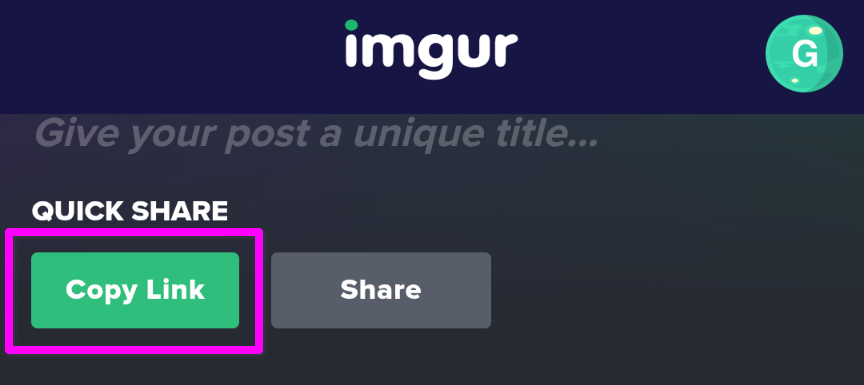 imgur
G
Give your post a unique title...
QUICK SHARE
Copy Link
Share